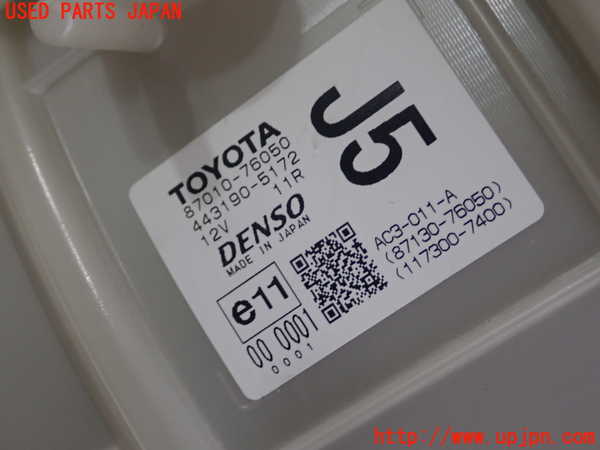 USED PARTS JAPAN
TOYOTA
87010-76050
443190-5172
12V 11R
DENSO
MADE IN JAPAN
J5
e11
00 0001
0001
AC3-011-A
(87130-76050)
(117300-7400)
http://www.upjpn.com/